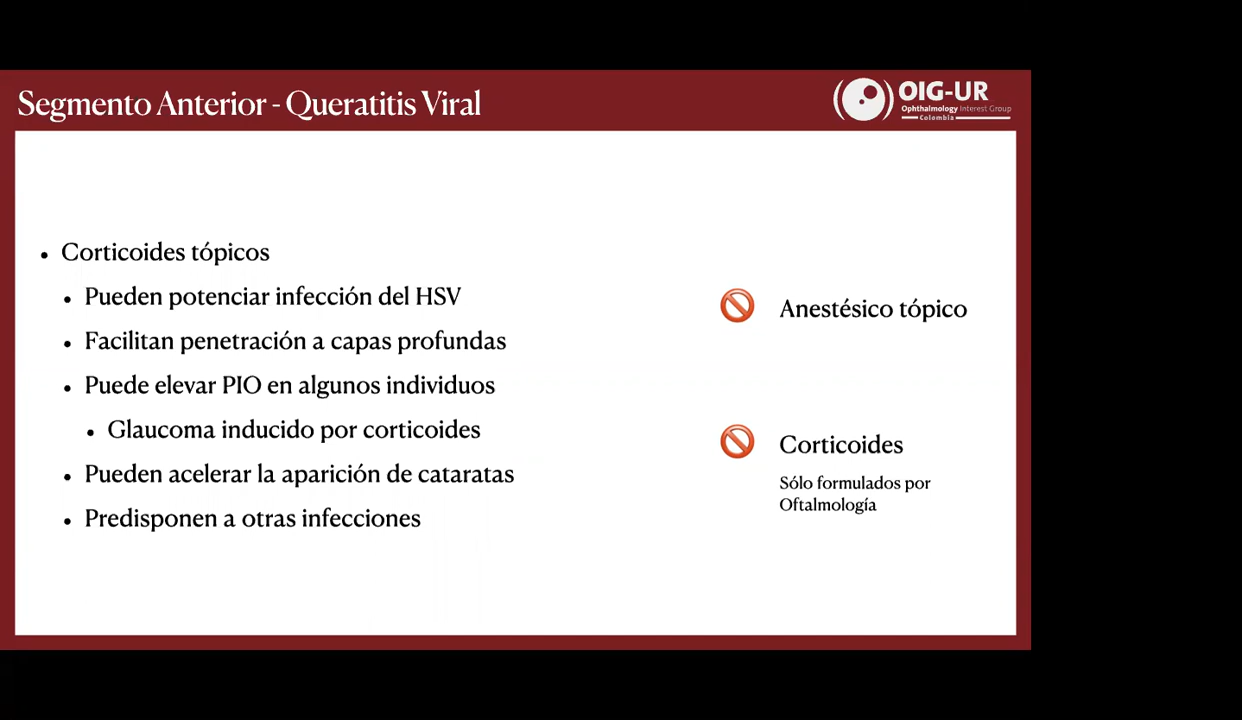 Segmento Anterior - Queratitis Viral
OIG-UR
Ophthalmology Interest Group
Colombia
• Corticoides tópicos
• Pueden potenciar infección del HSV
• Facilitan penetración a capas profundas
• Puede elevar PIO en algunos individuos
• Glaucoma inducido por corticoides
• Pueden acelerar la aparición de cataratas
• Predisponen a otras infecciones
Anestésico tópico
Corticoides
Sólo formulados por
Oftalmología